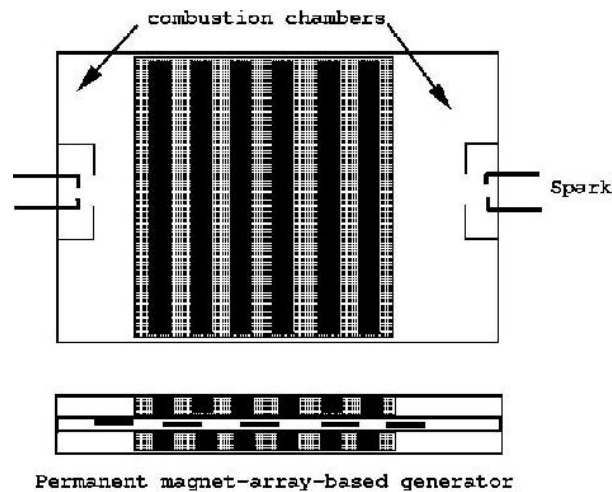 combustion chambers
Spark
Permanent magnet-array-based generator